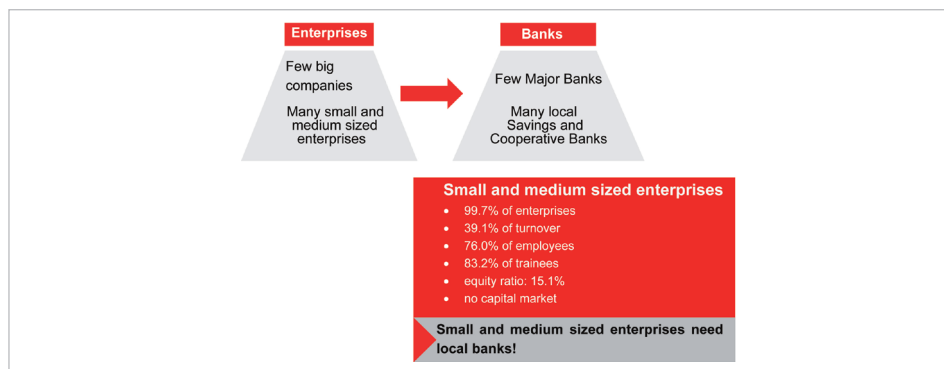 Enterprises
Few big
companies
Many small and
medium sized
enterprises
Banks
Few Major Banks
Many local
Savings and
Cooperative Banks
Small and medium sized enterprises
• 99.7% of enterprises
• 39.1% of turnover
• 76.0% of employees
• 83.2% of trainees
• equity ratio: 15.1%
• no capital market
Small and medium sized enterprises need
local banks!